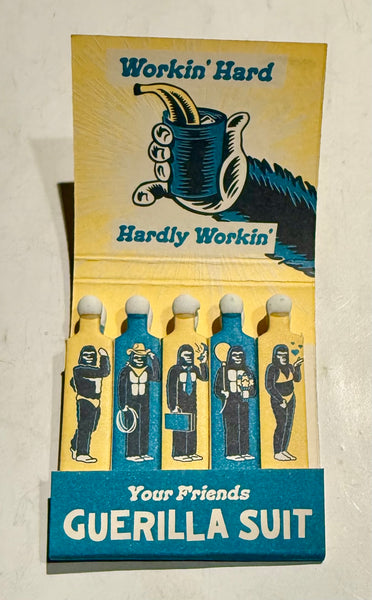 Workin' Hard
Hardly Workin'
Your Friends
GUERILLA SUIT